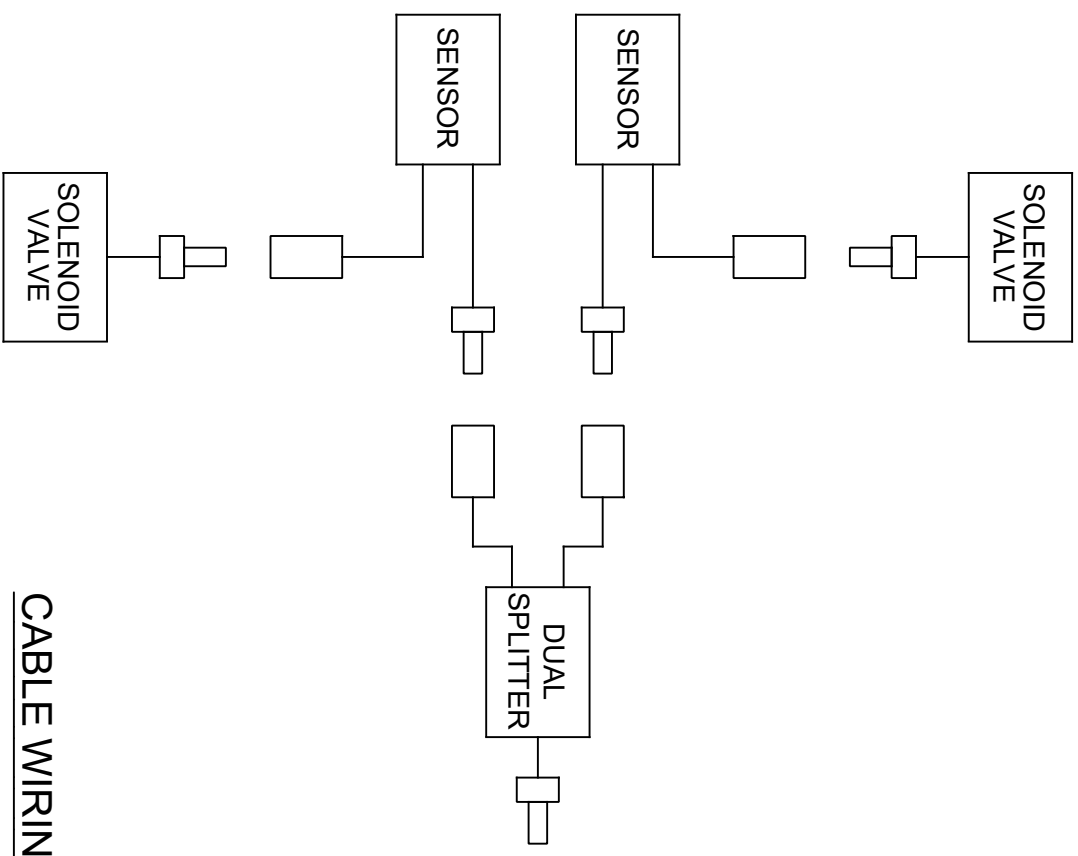 SOLENOID
VALVE
SENSOR
SENSOR
SOLENOID
VALVE
DUAL
SPLITTER
CABLE WIRIN